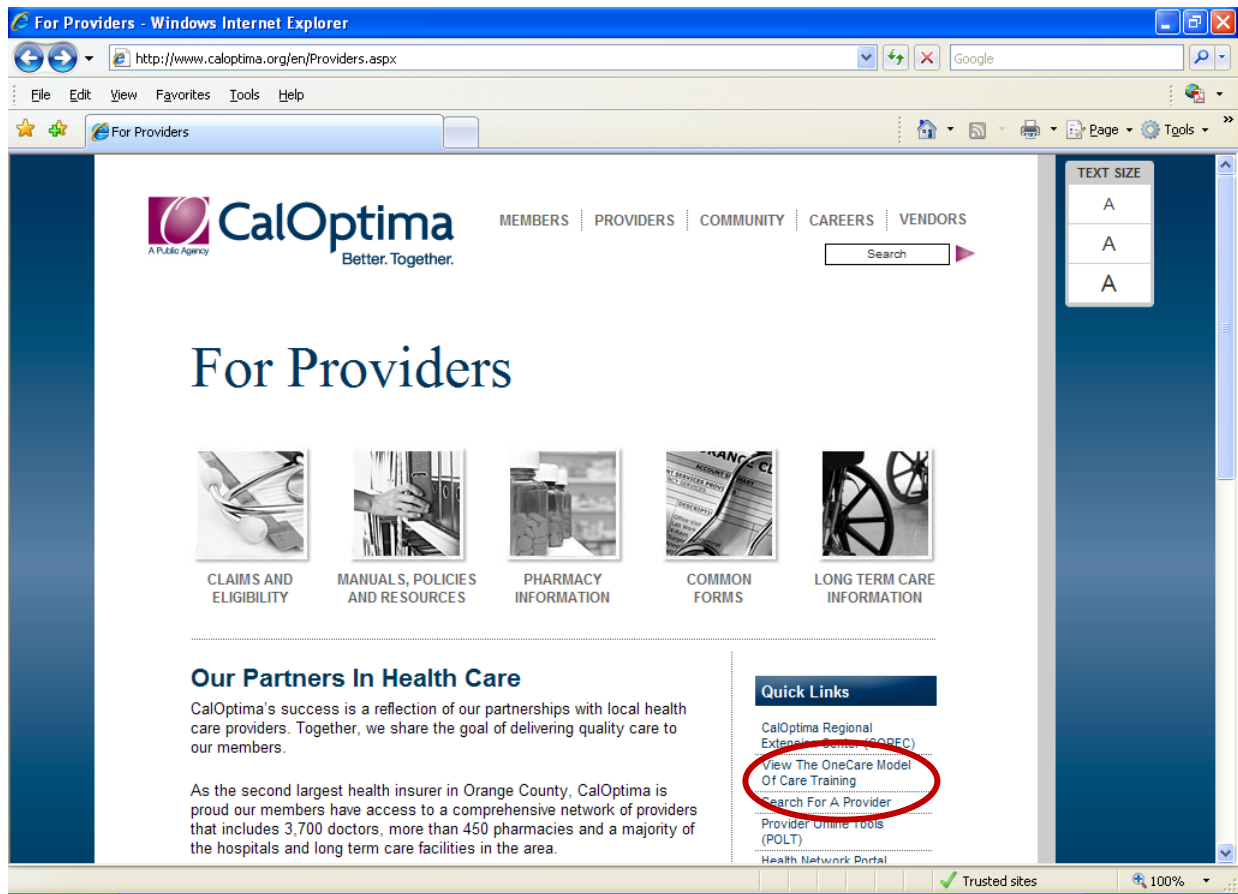 For Providers - Windows Internet Explorer
http://www.caloptima.org/en/Providers.aspx
Google
File Edit View Favorites Tools Help
For Providers
Page Tools
TEXT SIZE
A
A
A
CalOptima
A Public Agency
Better. Together.
MEMBERS PROVIDERS COMMUNITY CAREERS VENDORS
Search
For Providers
CLAIMS AND
ELIGIBILITY
MANUALS, POLICIES
AND RESOURCES
PHARMACY
INFORMATION
COMMON
FORMS
LONG TERM CARE
INFORMATION
Our Partners In Health Care
CalOptima's success is a reflection of our partnerships with local health
care providers. Together, we share the goal of delivering quality care to
our members.
As the second largest health insurer in Orange County, CalOptima is
proud our members have access to a comprehensive network of providers
that includes 3,700 doctors, more than 450 pharmacies and a majority of
the hospitals and long term care facilities in the area.
Quick Links
CalOptima Regional
Extension Center (COREC)
View The OneCare Model
Of Care Training
Search For A Provider
Provider Online Tools
(POLT)
Health Network Portal
Trusted sites
100%